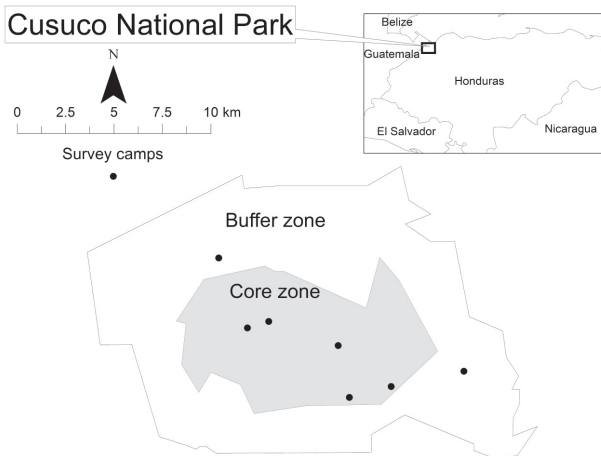 Cusuco National Park
N
0 2.5 5 7.5 10 km
Survey camps
Belize
Guatemala
Honduras
El Salvador
Nicaragua
Buffer zone
Core zone